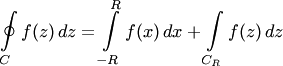 ∮_C f(z) dz = ∫_{-R}^{R} f(x) dx + ∫_{C_R} f(z) dz